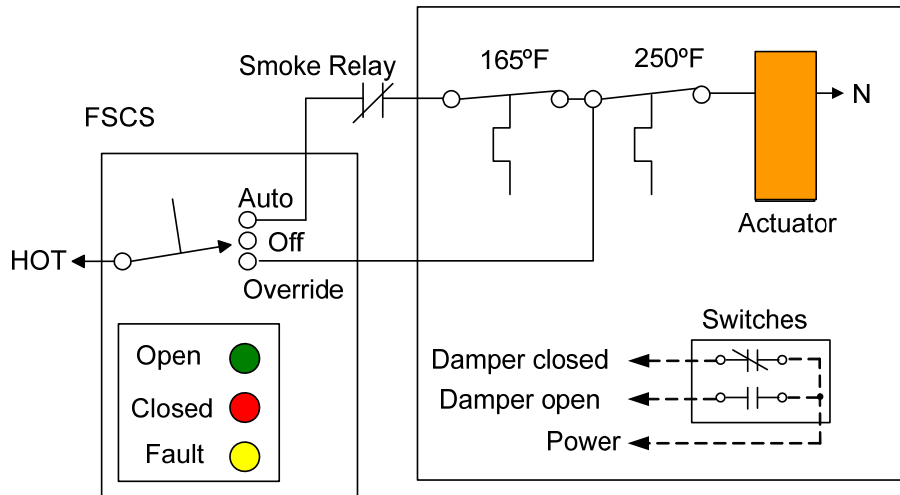 165ºF
250ºF
Smoke Relay
N
FSCS
Auto
Off
Actuator
HOT
Override
Switches
Open
Damper closed
Closed
Damper open
Fault
Power